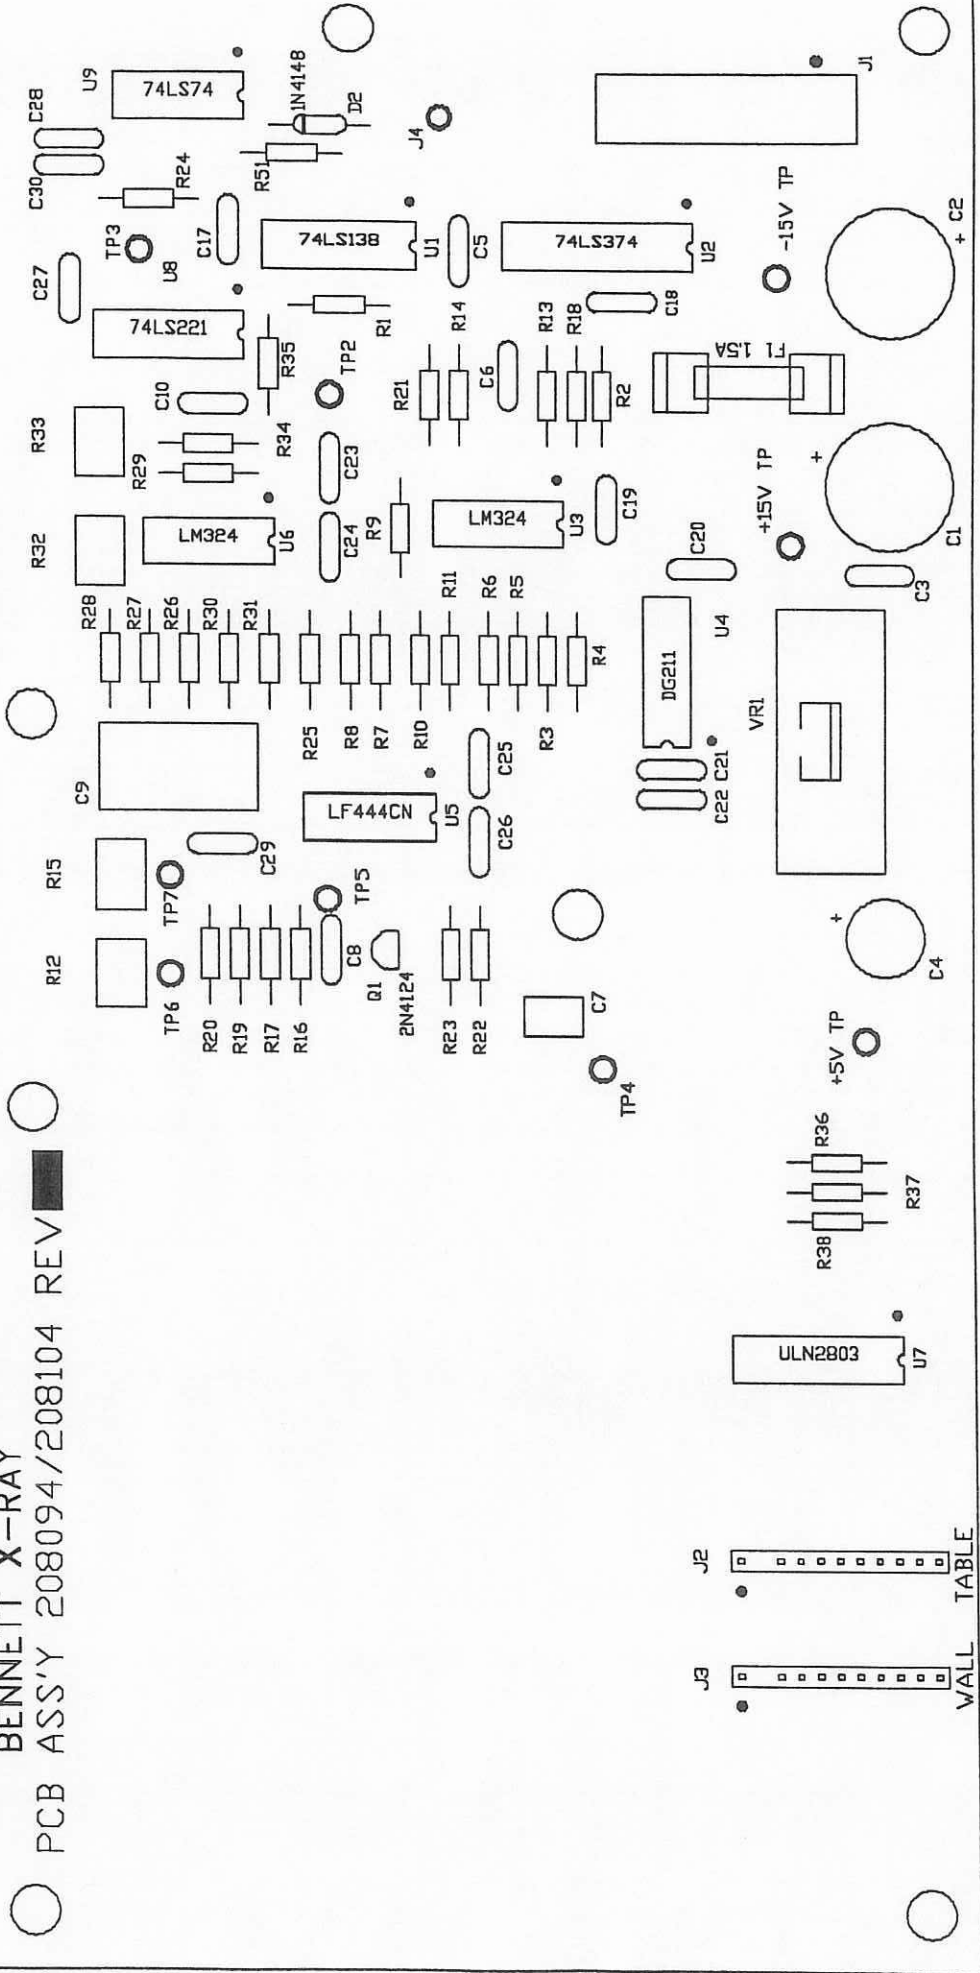 BENNETT X-RAY
PCB ASS'Y 208094/208104 REV
R12
R15
C9
R32
R33
C27
C30
C28
U9
74LS74
TP6
TP7
C29
R28
R27
R26
R30
R31
R29
C10
74LS221
U8
TP3
R24
C17
R51
1N4148
D2
R20
R19
R17
R16
TP5
C8
LF444CN
U5
R25
R8
R7
R10
R11
R6
R5
R3
R4
LM324
U6
R34
R35
C24
C23
TP2
R1
74LS138
U1
J4
Q1
2N4124
R23
R22
C26
C25
R9
LM324
U3
R21
R14
C6
C5
R13
R18
R2
74LS374
U2
C18
C19
C7
TP4
C22
C21
DG211
U4
C20
F1 1.5A
J1
VR1
+15V TP
-15V TP
+5V TP
+
C4
C3
+
C1
+
C2
R38
R36
R37
ULN2803
U7
J3
J2
WALL
TABLE